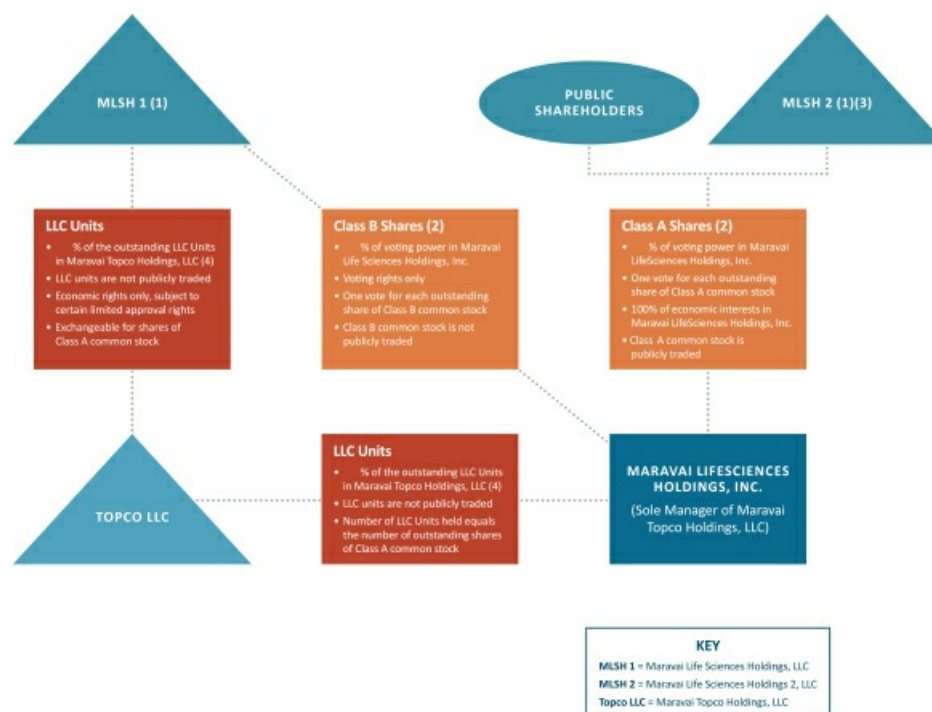 MLSH 1 (1)
PUBLIC
SHAREHOLDERS
MLSH 2 (1)(3)
LLC Units
• % of the outstanding LLC Units
in Maravai Topco Holdings, LLC (4)
• LLC units are not publicly traded
• Economic rights only, subject to
certain limited approval rights
• Exchangeable for shares of
Class A common stock
Class B Shares (2)
• % of voting power in Maravai
Life Sciences Holdings, Inc.
• Voting rights only
• One vote for each outstanding
share of Class B common stock
• Class B common stock is not
publicly traded
Class A Shares (2)
• % of voting power in Maravai
LifeSciences Holdings, Inc.
• One vote for each outstanding
share of Class A common stock
• 100% of economic interests in
Maravai LifeSciences Holdings, Inc.
• Class A common stock is
publicly traded
TOPCO LLC
LLC Units
• % of the outstanding LLC Units
in Maravai Topco Holdings, LLC (4)
• LLC units are not publicly traded
• Number of LLC Units held equals
the number of outstanding shares
of Class A common stock
MARAVAI LIFESCIENCES
HOLDINGS, INC.
(Sole Manager of Maravai
Topco Holdings, LLC)
KEY
MLSH 1 = Maravai Life Sciences Holdings, LLC
MLSH 2 = Maravai Life Sciences Holdings 2, LLC
Topco LLC = Maravai Topco Holdings, LLC